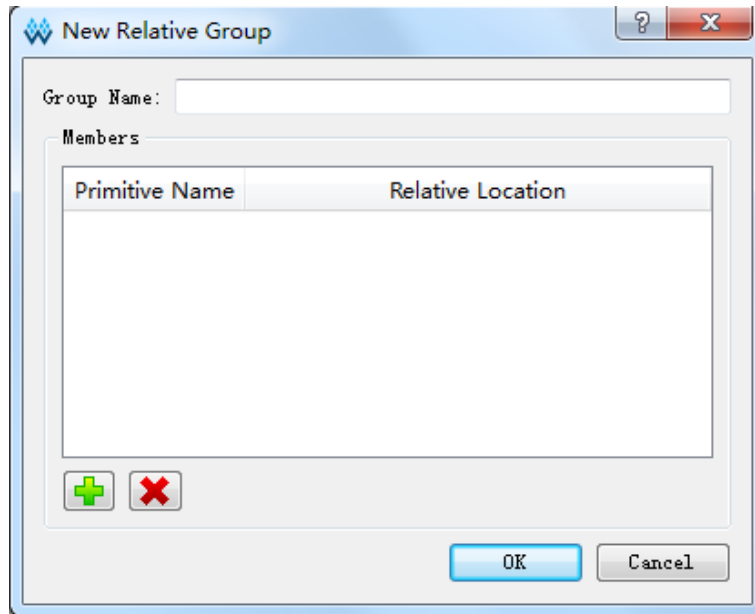 New Relative Group
?
X
Group Name:
Members
Primitive Name Relative Location
OK Cancel